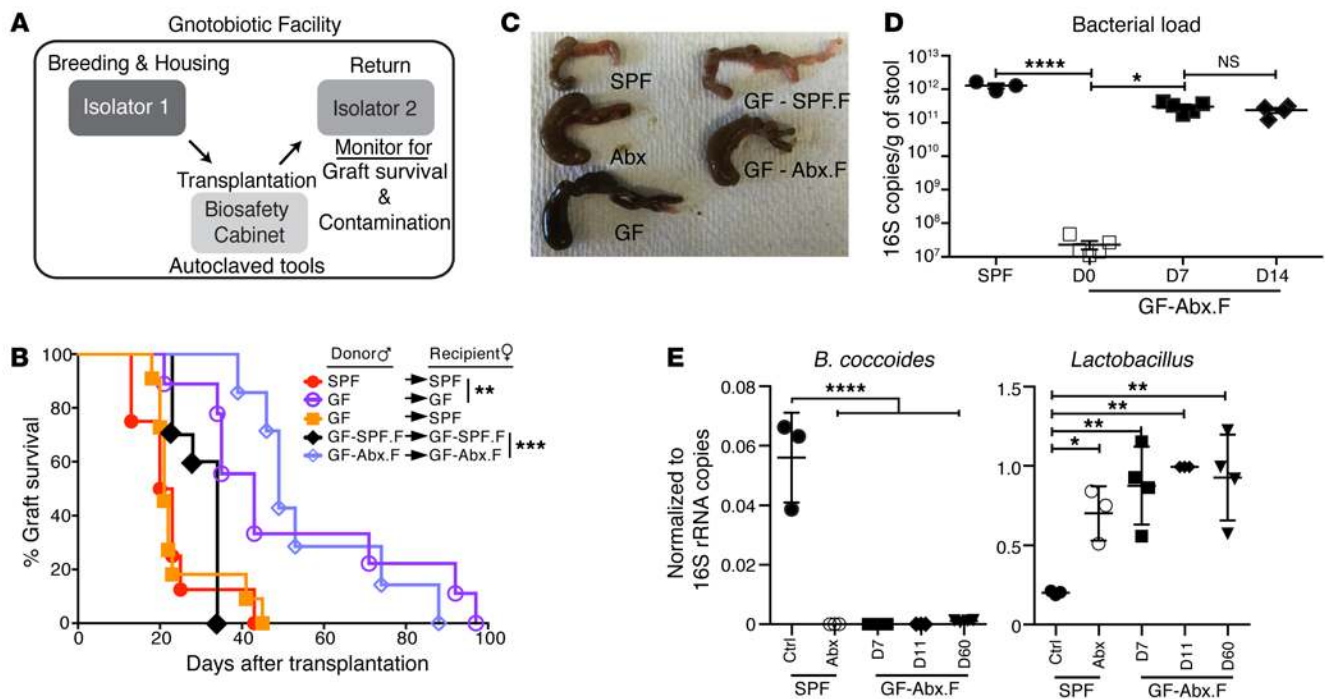 A
Gnotobiotic Facility
Breeding & Housing
Isolator 1
Return
Isolator 2
Monitor for
Graft survival
&
Contamination
Transplantation
Biosafety
Cabinet
Autoclaved tools
B
% Graft survival
100
80
60
40
20
0
0 20 40 60 80 100
Days after transplantation
Donor♂ Recipient♀
SPF SPF
GF GF
**
GF SPF
GF-SPF.F GF-SPF.F
GF-Abx.F GF-Abx.F
***
C
SPF
GF - SPF.F
Abx
GF - Abx.F
GF
D
Bacterial load
16S copies/g of stool
10¹³
10¹²
10¹¹
10¹⁰
10⁹
10⁸
10⁷
**** * NS
SPF D0 D7 D14
GF-Abx.F
E
B. coccoides
Normalized to
16S rRNA copies
0.08
0.06
0.04
0.02
0
****
Ctrl Abx D7 D11 D60
SPF GF-Abx.F
Lactobacillus
1.5
1.0
0.5
0
**
**
**
*
Ctrl Abx D7 D11 D60
SPF GF-Abx.F